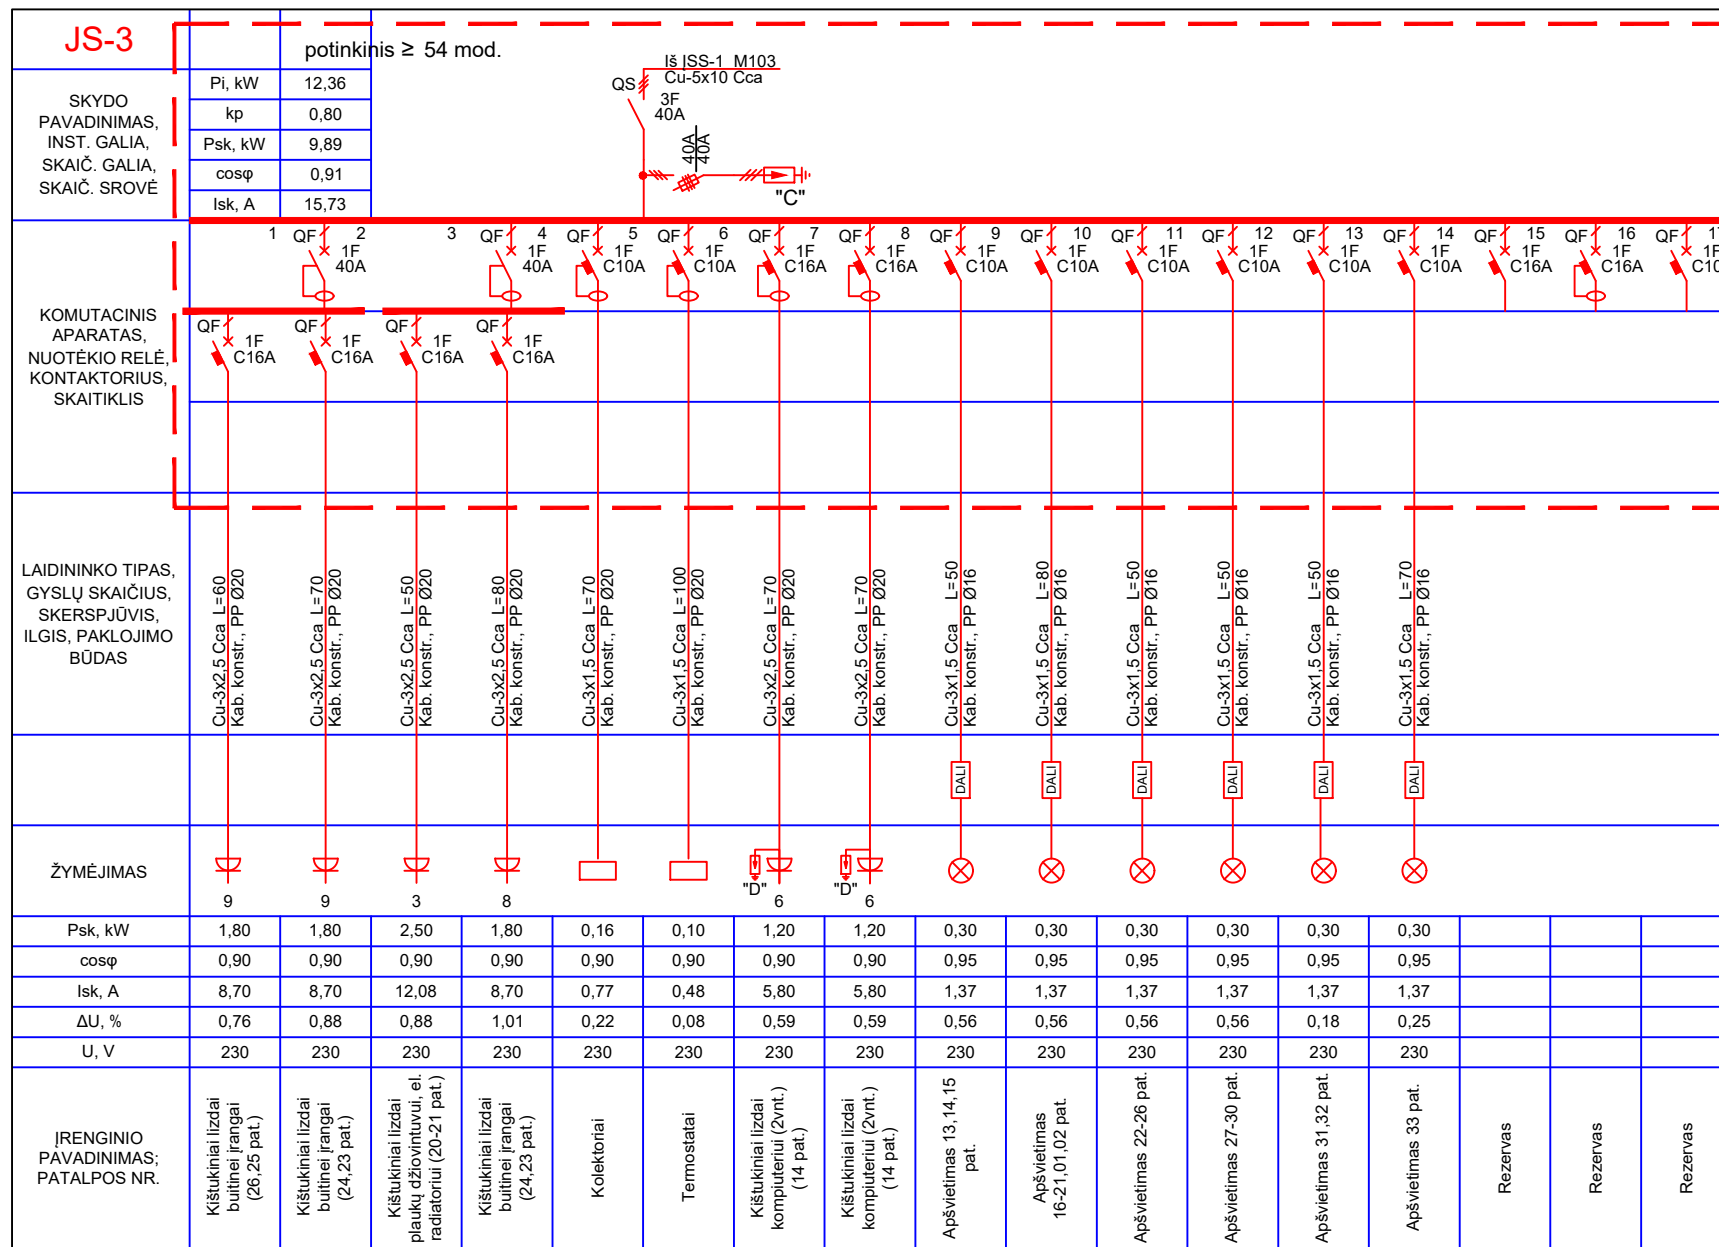 JS-3
potinkinis ≥ 54 mod.
SKYDO
PAVADINIMAS,
INST. GALIA,
SKAIČ. GALIA,
SKAIČ. SROVĖ
Pi, kW 12,36
kp 0,80
Psk, kW 9,89
cosφ 0,91
Isk, A 15,73
Iš ĮSS-1 M103
Cu-5x10 Cca
QS
3F
40A
40A
40A
"C"
KOMUTACINIS
APARATAS,
NUOTĖKIO RELĖ,
KONTAKTORIUS,
SKAITIKLIS
1 QF 2 3 QF 4 QF 5 QF 6 QF 7 QF 8 QF 9 QF 10 QF 11 QF 12 QF 13 QF 14 QF 15 QF 16 QF
1F 1F 1F 1F 1F 1F 1F 1F 1F 1F 1F 1F 1F 1F 1F
40A 40A C10A C10A C16A C16A C10A C10A C10A C10A C10A C10A C16A C16A
QF QF QF QF
1F 1F 1F 1F
C16A C16A C16A C16A
LAIDININKO TIPAS,
GYSLŲ SKAIČIUS,
SKERSPJŪVIS,
ILGIS, PAKLOJIMO
BŪDAS
Cu-3x2,5 Cca L=60
Kab. konstr., PP Ø20
Cu-3x2,5 Cca L=70
Kab. konstr., PP Ø20
Cu-3x2,5 Cca L=50
Kab. konstr., PP Ø20
Cu-3x2,5 Cca L=80
Kab. konstr., PP Ø20
Cu-3x1,5 Cca L=70
Kab. konstr., PP Ø20
Cu-3x1,5 Cca L=100
Kab. konstr., PP Ø20
Cu-3x2,5 Cca L=70
Kab. konstr., PP Ø20
Cu-3x2,5 Cca L=70
Kab. konstr., PP Ø20
Cu-3x1,5 Cca L=50
Kab. konstr., PP Ø16
Cu-3x1,5 Cca L=80
Kab. konstr., PP Ø16
Cu-3x1,5 Cca L=50
Kab. konstr., PP Ø16
Cu-3x1,5 Cca L=50
Kab. konstr., PP Ø16
Cu-3x1,5 Cca L=50
Kab. konstr., PP Ø16
Cu-3x1,5 Cca L=70
Kab. konstr., PP Ø16
DALI DALI DALI DALI DALI DALI
ŽYMĖJIMAS
"D" "D"
9 9 3 8 6 6
Psk, kW 1,80 1,80 2,50 1,80 0,16 0,10 1,20 1,20 0,30 0,30 0,30 0,30 0,30 0,30
cosφ 0,90 0,90 0,90 0,90 0,90 0,90 0,90 0,90 0,95 0,95 0,95 0,95 0,95 0,95
Isk, A 8,70 8,70 12,08 8,70 0,77 0,48 5,80 5,80 1,37 1,37 1,37 1,37 1,37 1,37
ΔU, % 0,76 0,88 0,88 1,01 0,22 0,08 0,59 0,59 0,56 0,56 0,56 0,56 0,18 0,25
U, V 230 230 230 230 230 230 230 230 230 230 230 230 230 230
ĮRENGINIO
PAVADINIMAS;
PATALPOS NR.
Kištukiniai lizdai
buitinei įrangai
(26,25 pat.)
Kištukiniai lizdai
buitinei įrangai
(24,23 pat.)
Kištukiniai lizdai
plaukų džiovintuvui, el.
radiatoriui (20-21 pat.)
Kištukiniai lizdai
buitinei įrangai
(24,23 pat.)
Kolektoriai
Termostatai
Kištukiniai lizdai
kompiuteriui (2vnt.)
(14 pat.)
Kištukiniai lizdai
kompiuteriui (2vnt.)
(14 pat.)
Apšvietimas 13,14,15
pat.
Apšvietimas
16-21,01,02 pat.
Apšvietimas 22-26 pat.
Apšvietimas 27-30 pat.
Apšvietimas 31,32 pat.
Apšvietimas 33 pat.
Rezervas
Rezervas
Rezervas